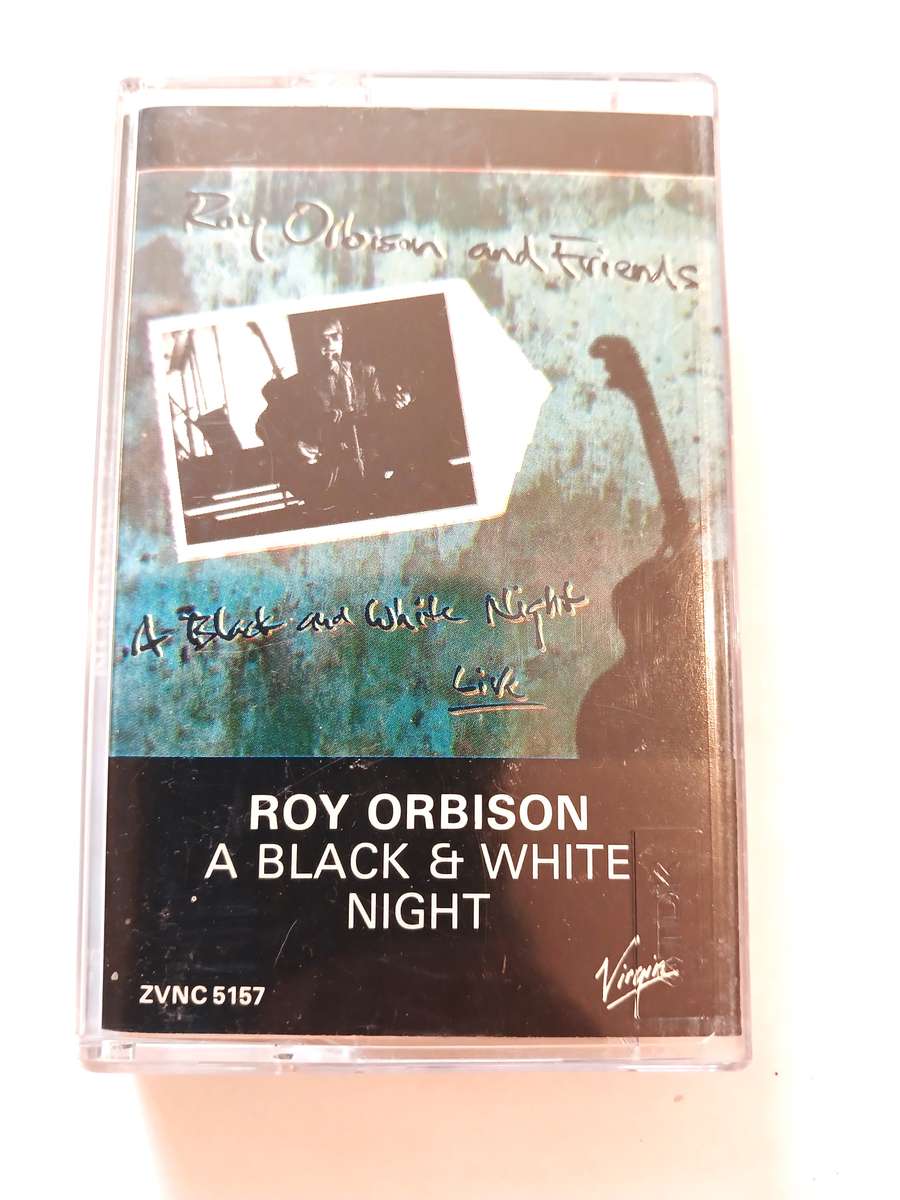 Roy Orbison and Friends
A Black and White Night
Live
ROY ORBISON
A BLACK & WHITE
NIGHT
Virgin
ZVNC 5157